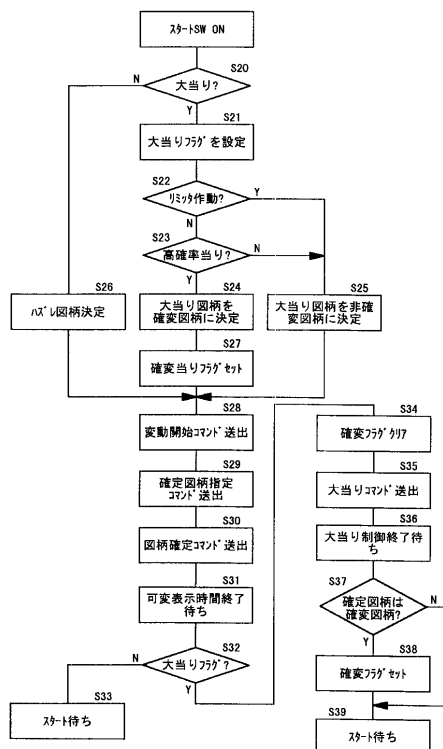 スタートSW ON
S20
大当り?
N
Y
S21
大当りフラグを設定
S22
リミッタ作動?
Y
N
S23
高確率当り?
N
Y
S26
ハズレ図柄決定
S24
大当り図柄を
確変図柄に決定
S25
大当り図柄を非確
変図柄に決定
S27
確変当りフラグセット
S28
変動開始コマンド送出
S29
確定図柄指定
コマンド送出
S30
図柄確定コマンド送出
S31
可変表示時間終了
待ち
S32
大当りフラグ?
N
Y
S33
スタート待ち
S34
確変フラグクリア
S35
大当りコマンド送出
S36
大当り制御終了待
ち
S37
確定図柄は
確変図柄?
N
Y
S38
確変フラグセット
S39
スタート待ち